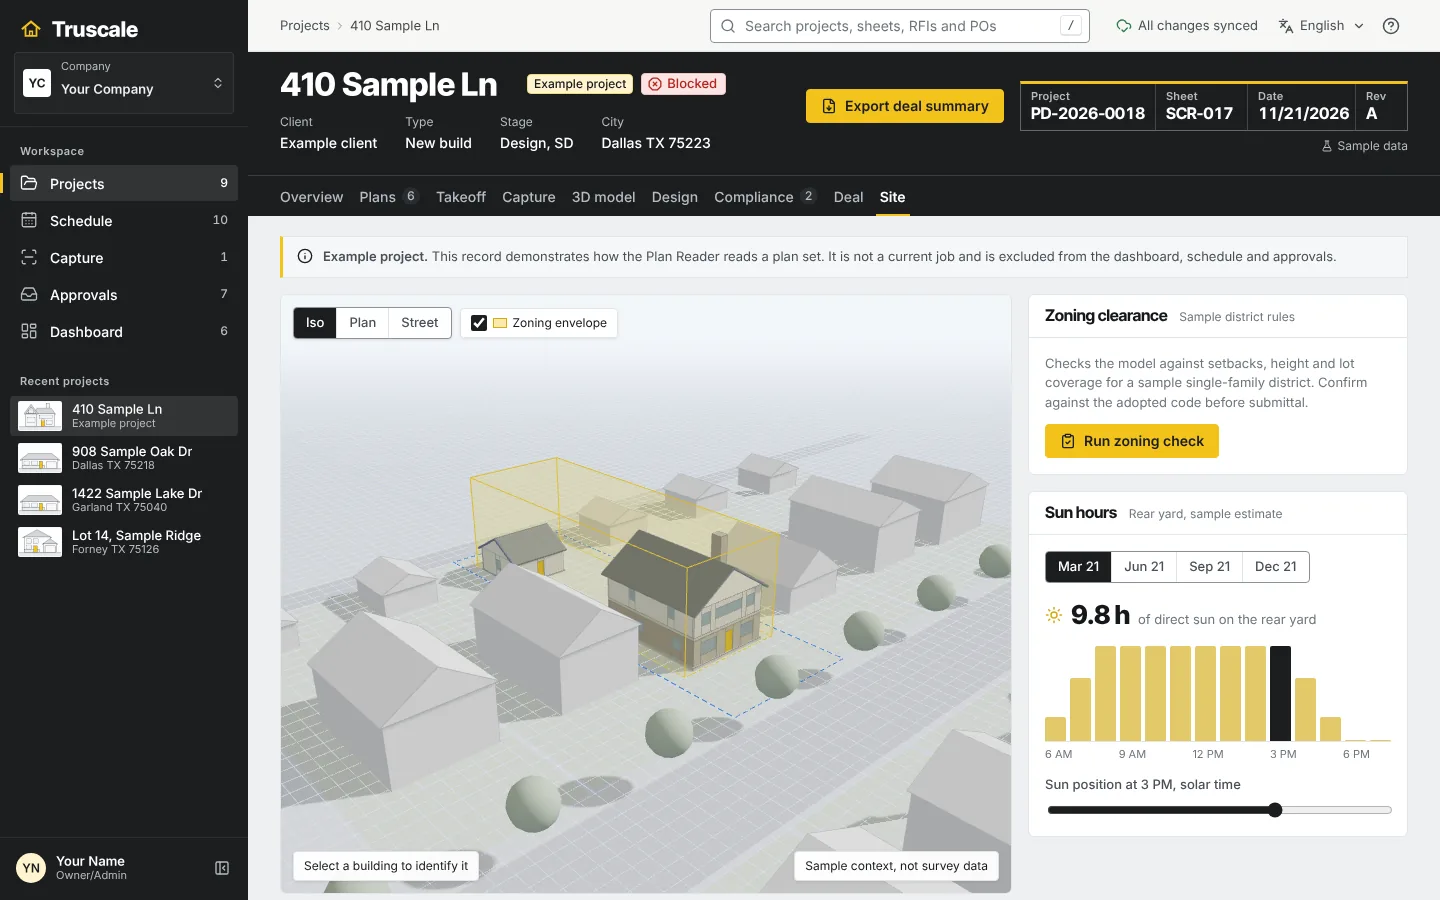 Truscale
YC
Company
Your Company
Workspace
Projects 9
Schedule 10
Capture 1
Approvals 7
Dashboard 6
Recent projects
410 Sample Ln
Example project
908 Sample Oak Dr
Dallas TX 75218
1422 Sample Lake Dr
Garland TX 75040
Lot 14, Sample Ridge
Forney TX 75126
YN
Your Name
Owner/Admin
Projects › 410 Sample Ln
Search projects, sheets, RFIs and POs /
All changes synced
English
410 Sample Ln
Example project
Blocked
Client
Example client
Type
New build
Stage
Design, SD
City
Dallas TX 75223
Export deal summary
Project
PD-2026-0018
Sheet
SCR-017
Date
11/21/2026
Rev
A
Sample data
Overview Plans 6 Takeoff Capture 3D model Design Compliance 2 Deal Site
Example project. This record demonstrates how the Plan Reader reads a plan set. It is not a current job and is excluded from the dashboard, schedule and approvals.
Iso Plan Street
Zoning envelope
Select a building to identify it
Sample context, not survey data
Zoning clearance Sample district rules
Checks the model against setbacks, height and lot
coverage for a sample single-family district. Confirm
against the adopted code before submittal.
Run zoning check
Sun hours Rear yard, sample estimate
Mar 21 Jun 21 Sep 21 Dec 21
9.8 h of direct sun on the rear yard
6 AM 9 AM 12 PM 3 PM 6 PM
Sun position at 3 PM, solar time